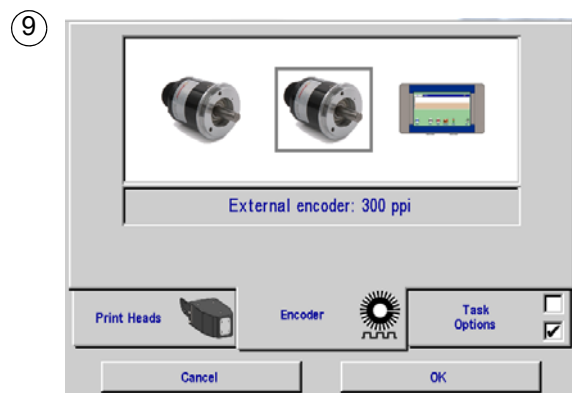 9
External encoder: 300 ppi
Print Heads
Encoder
Task
Options
Cancel
OK